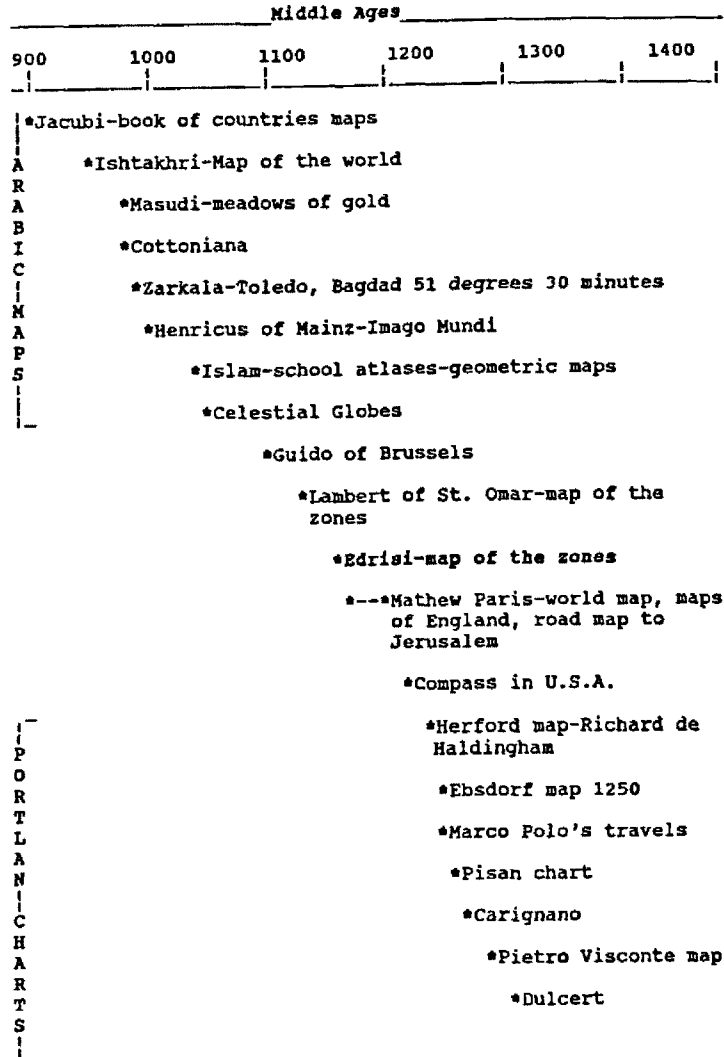 Middle Ages
900 1000 1100 1200 1300 1400
*Jacubi-book of countries maps
*Ishtakhri-Map of the world
*Masudi-meadows of gold
*Cottoniana
*Zarkala-Toledo, Bagdad 51 degrees 30 minutes
*Henricus of Mainz-Imago Mundi
*Islam-school atlases-geometric maps
*Celestial Globes
ARABIC MAPS
*Guido of Brussels
*Lambert of St. Omar-map of the
zones
*Edrisi-map of the zones
*--*Mathew Paris-world map, maps
of England, road map to
Jerusalem
*Compass in U.S.A.
*Herford map-Richard de
Haldingham
*Ebsdorf map 1250
*Marco Polo's travels
*Pisan chart
*Carignano
*Pietro Visconte map
*Dulcert
PORTLAN CHARTS